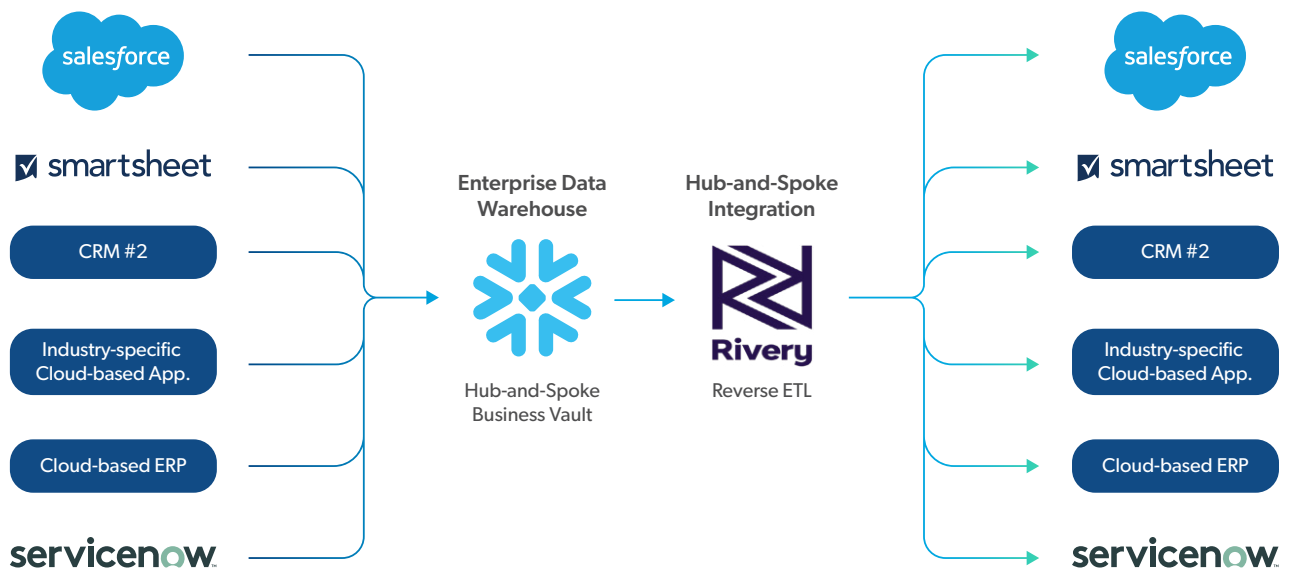 salesforce
smartsheet
CRM #2
Industry-specific
Cloud-based App.
Cloud-based ERP
servicenow™
Enterprise Data
Warehouse
Hub-and-Spoke
Business Vault
Hub-and-Spoke
Integration
Rivery
Reverse ETL
salesforce
smartsheet
CRM #2
Industry-specific
Cloud-based App.
Cloud-based ERP
servicenow™